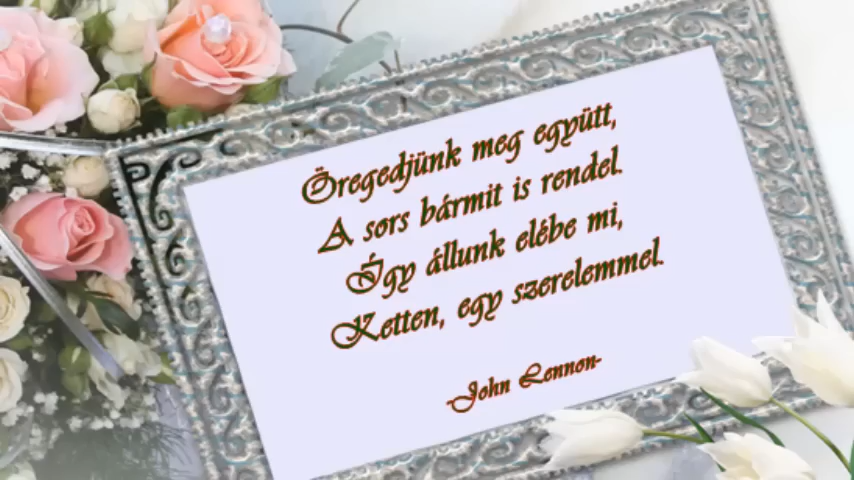 Öregedjünk meg együtt,
A sors bármit is rendel.
Így állunk elébe mi,
Ketten, egy szerelemmel.
-John Lennon-